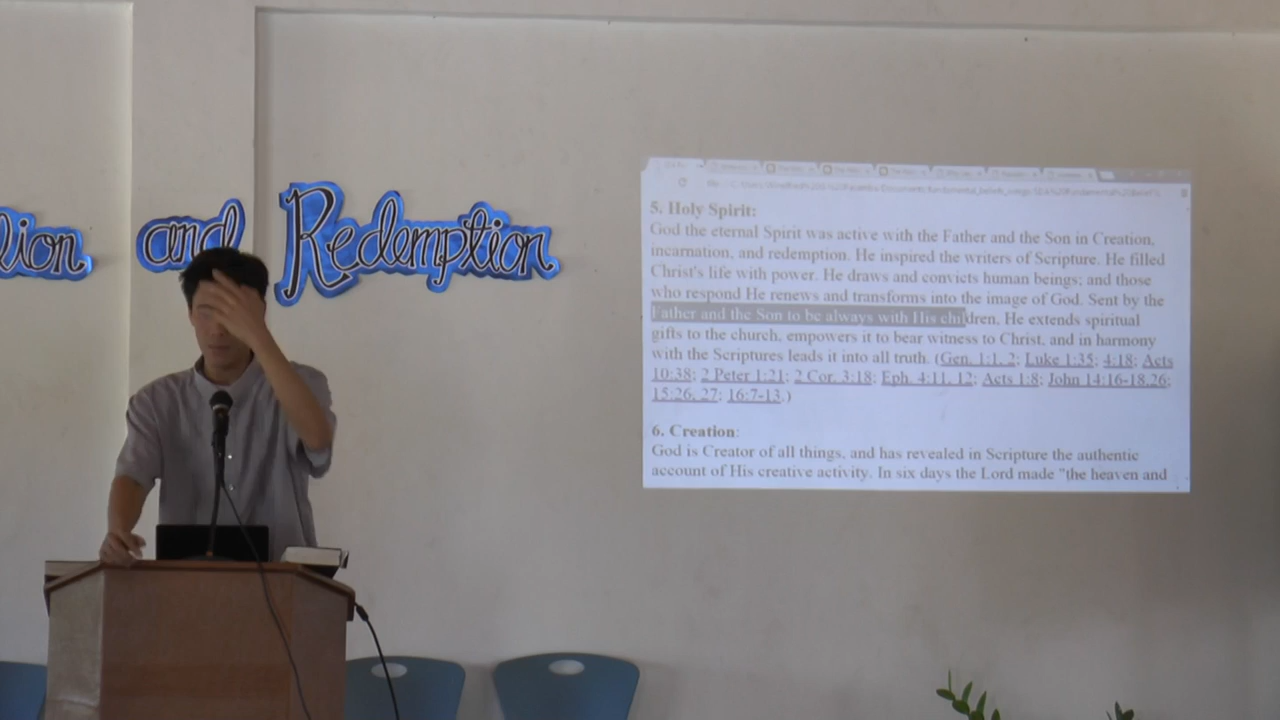 tion and Redemption
5. Holy Spirit:
God the eternal Spirit was active with the Father and the Son in Creation,
incarnation, and redemption. He inspired the writers of Scripture. He filled
Christ's life with power. He draws and convicts human beings; and those
who respond He renews and transforms into the image of God. Sent by the
Father and the Son to be always with His children, He extends spiritual
gifts to the church, empowers it to bear witness to Christ, and in harmony
with the Scriptures leads it into all truth. (Gen. 1:1, 2; Luke 1:35; 4:18; Acts
10:38; 2 Peter 1:21; 2 Cor. 3:18; Eph. 4:11, 12; Acts 1:8; John 14:16-18,26;
15:26, 27; 16:7-13.)
6. Creation:
God is Creator of all things, and has revealed in Scripture the authentic
account of His creative activity. In six days the Lord made "the heaven and